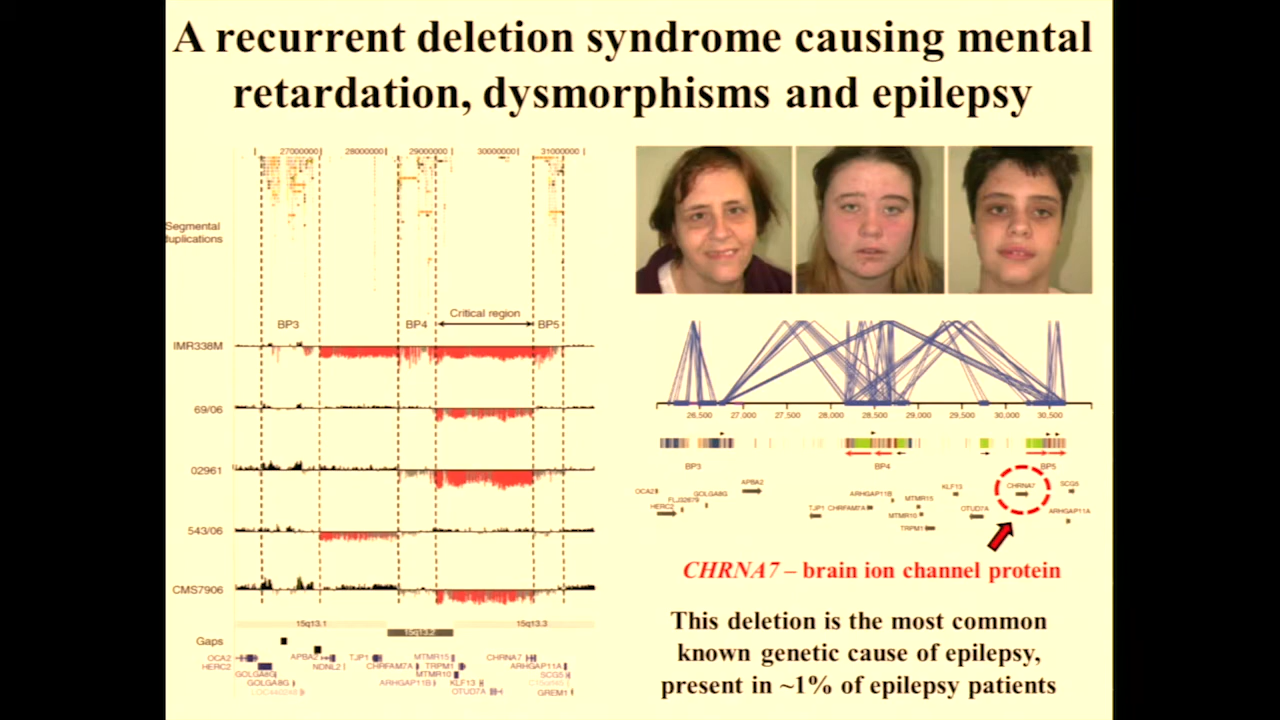 A recurrent deletion syndrome causing mental
retardation, dysmorphisms and epilepsy
27000000 28000000 29000000 30000000 31000000
Segmental
duplications
Critical region
BP3 BP4 BP5
IMR338M
69/06
02961
543/06
CMS7906
15q13.1 15q13.2 15q13.3
Gaps
OCA2 APBA2 TJP1 MTMR15 CHRNA7
HERC2 NDNL2 CHRFAM7A TRPM1 ARHGAP11A
GOLGA8G MTMR10 SCG5
GOLGA8G ARHGAP11B KLF13
OTUD7A GREM1
26,500 27,000 27,500 28,000 28,500 29,000 29,500 30,000 30,500
BP3 BP4 BP5
OCA2 HERC2 FLJ32679 GOLGA8G APBA2
TJP1 CHRFAM7A ARHGAP11B MTMR15 MTMR10 TRPM1
KLF13 OTUD7A CHRNA7 SCG5 ARHGAP11A
CHRNA7 – brain ion channel protein
This deletion is the most common
known genetic cause of epilepsy,
present in ~1% of epilepsy patients